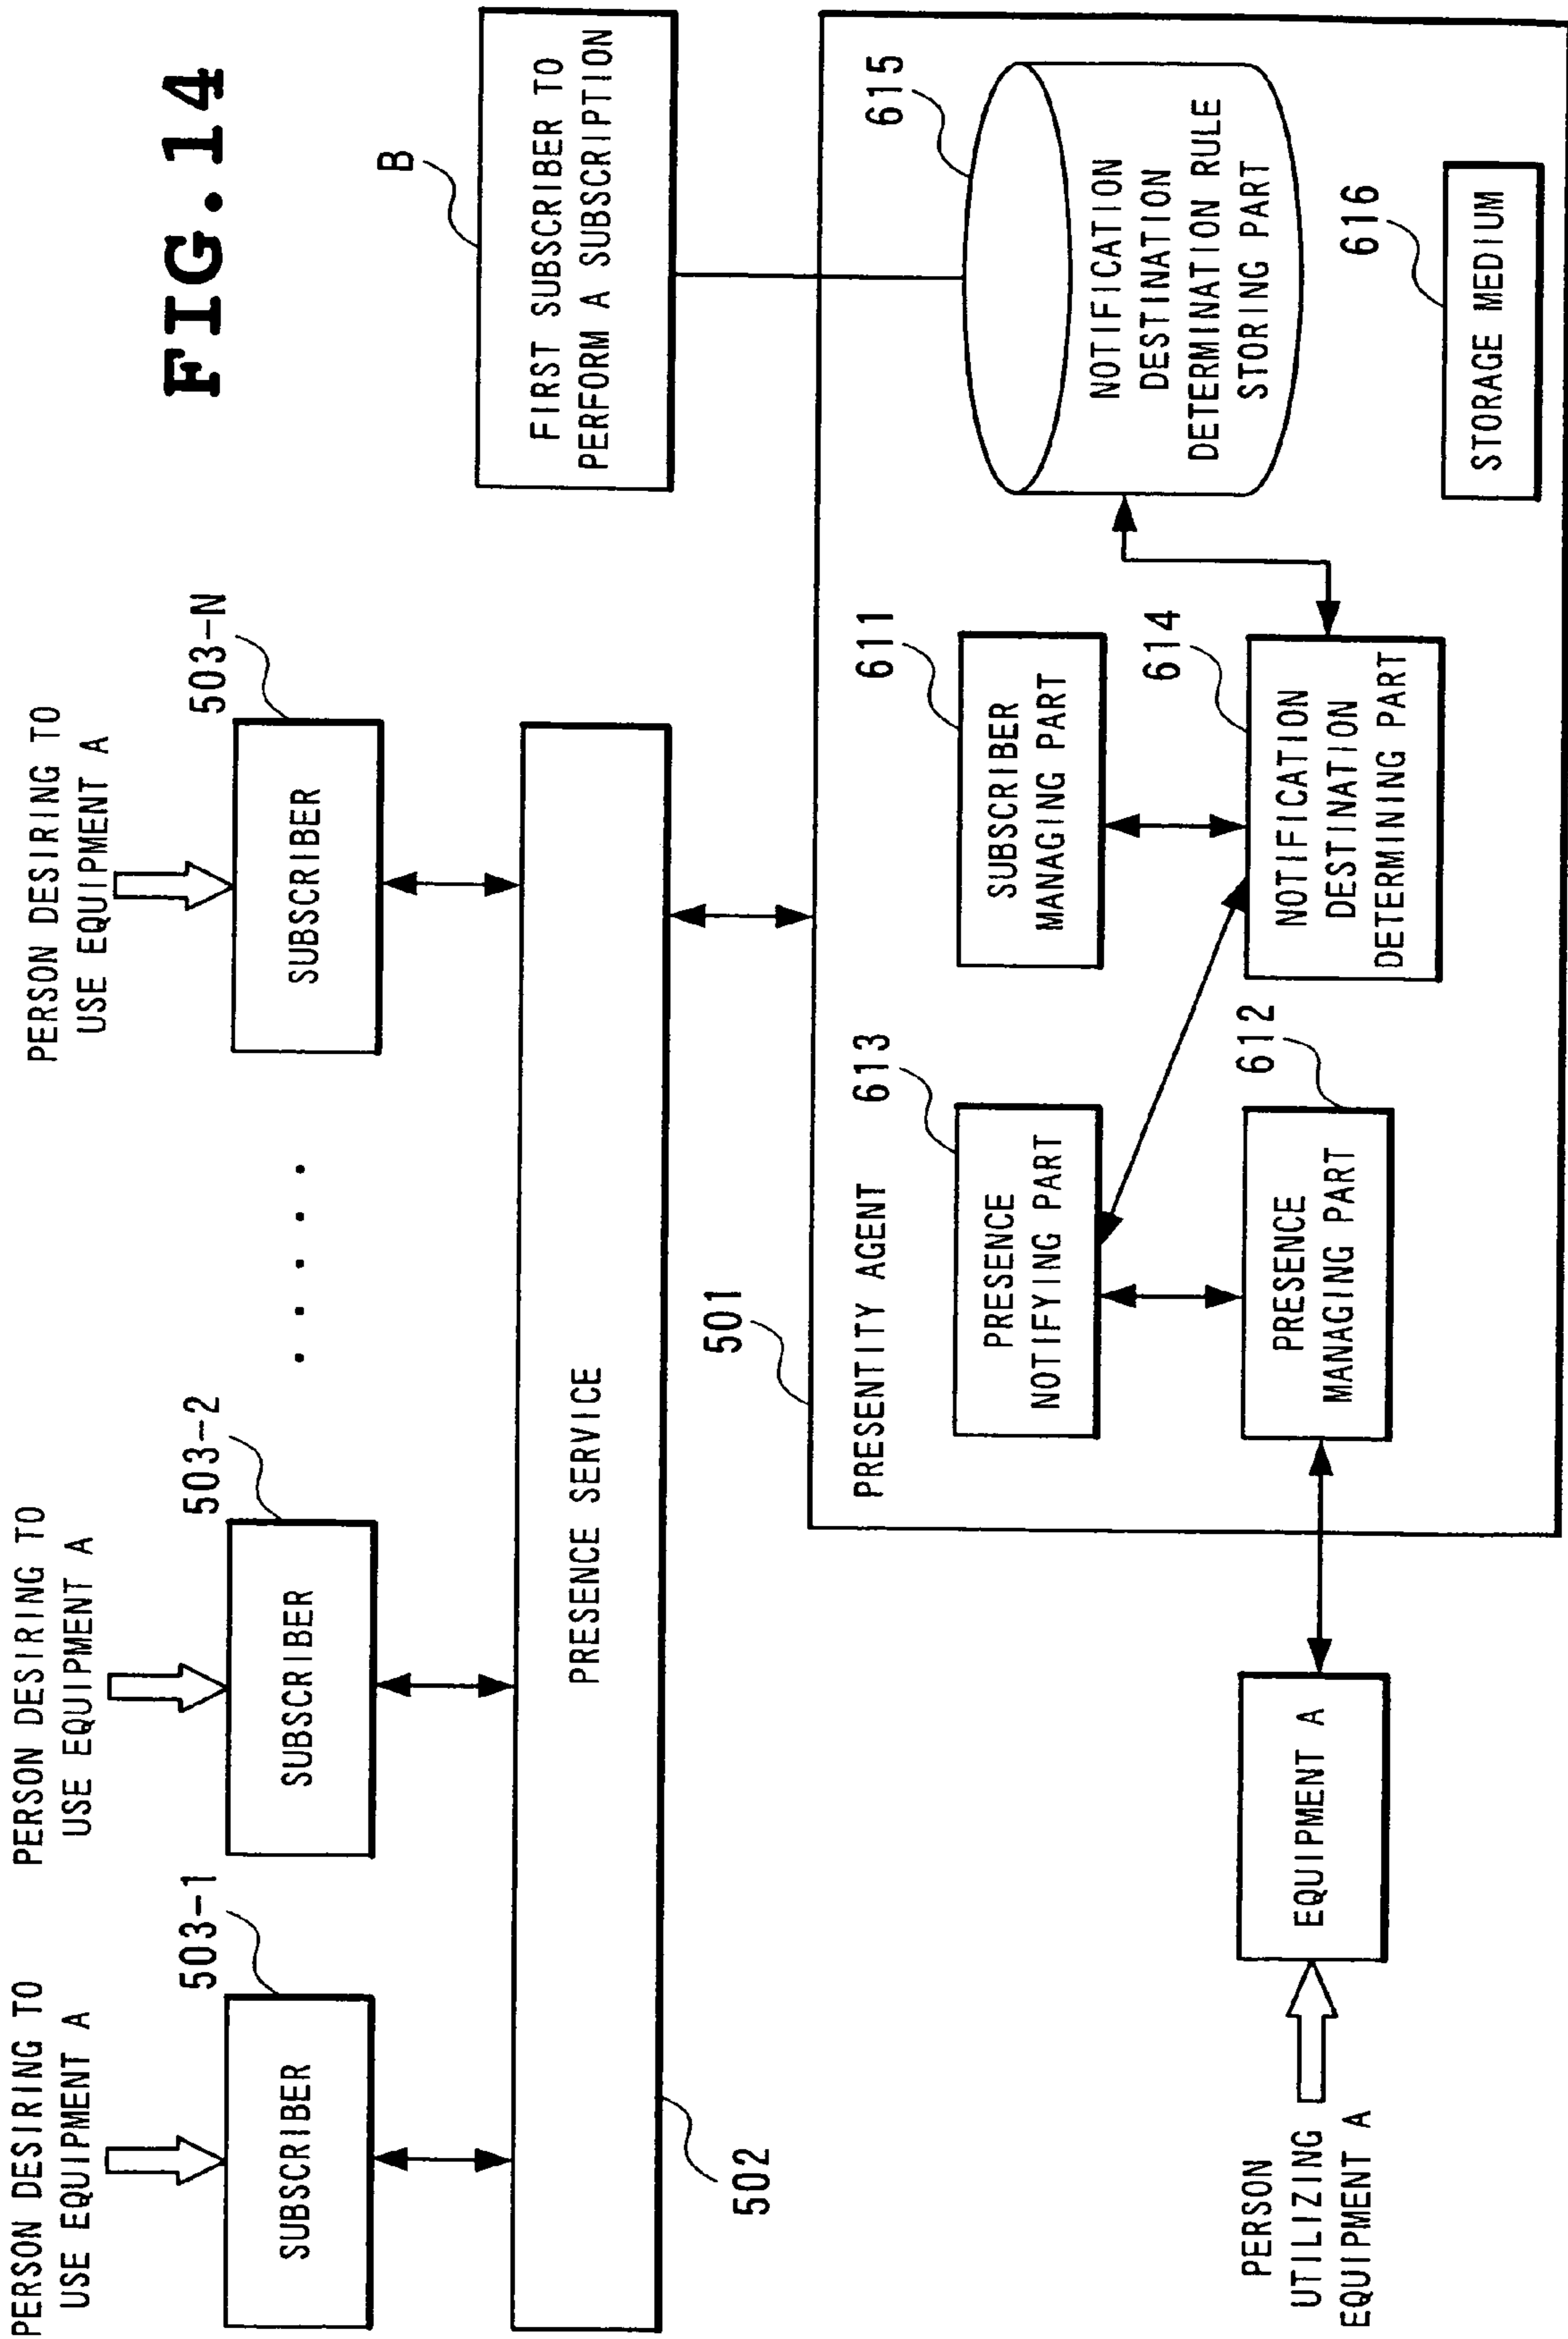 FIG.14
PERSON DESIRING TO
USE EQUIPMENT A
503-1
SUBSCRIBER
PERSON DESIRING TO
USE EQUIPMENT A
503-2
SUBSCRIBER
. . . . .
PERSON DESIRING TO
USE EQUIPMENT A
503-N
SUBSCRIBER
B
FIRST SUBSCRIBER TO
PERFORM A SUBSCRIPTION
PRESENCE SERVICE
502
501
PRESENTITY AGENT
613
PRESENCE
NOTIFYING PART
611
SUBSCRIBER
MANAGING PART
615
NOTIFICATION
DESTINATION
DETERMINATION RULE
STORING PART
612
PRESENCE
MANAGING PART
614
NOTIFICATION
DESTINATION
DETERMINING PART
616
STORAGE MEDIUM
PERSON
UTILIZING
EQUIPMENT A
EQUIPMENT A